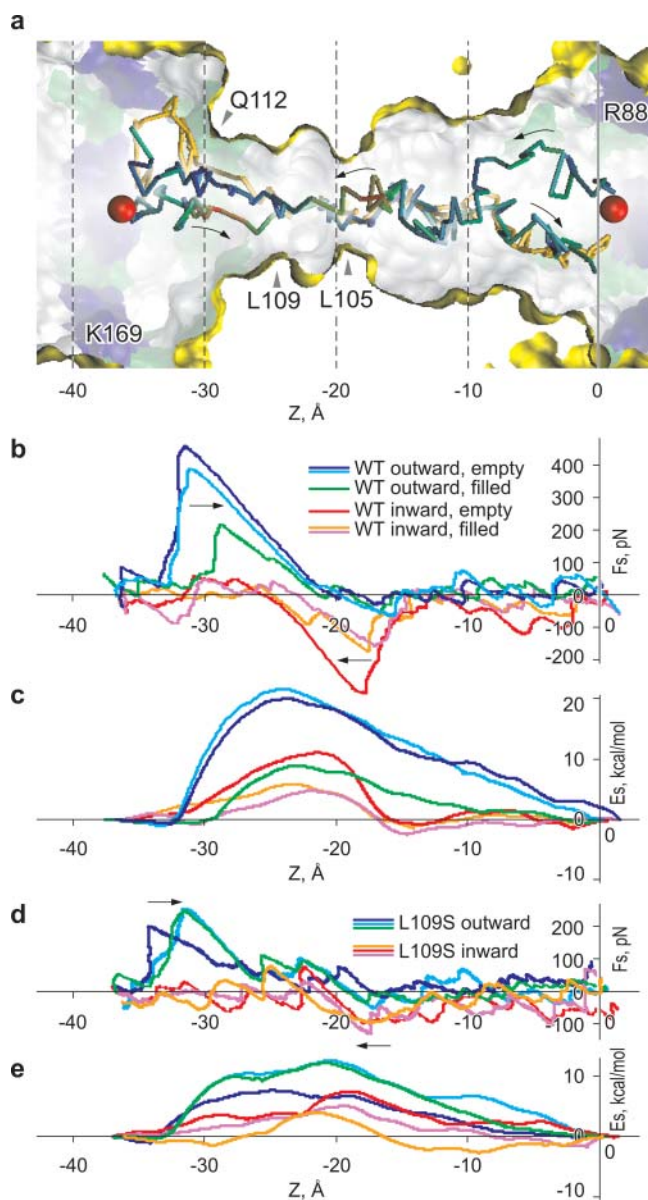 a
Q112
R88
L109
L105
K169
-40 -30 -20 -10 0
Z, Å
b
WT outward, empty
WT outward, filled
WT inward, empty
WT inward, filled
400
300
200
100
0
-100
-200
Fs, pN
-40 -30 -20 -10 0
Z, Å
c
20
10
0
-10
Es, kcal/mol
-40 -30 -20 -10 0
Z, Å
d
L109S outward
L109S inward
200
100
0
-100
Fs, pN
-40 -30 -20 -10 0
Z, Å
e
10
0
-10
Es, kcal/mol
-40 -30 -20 -10 0
Z, Å